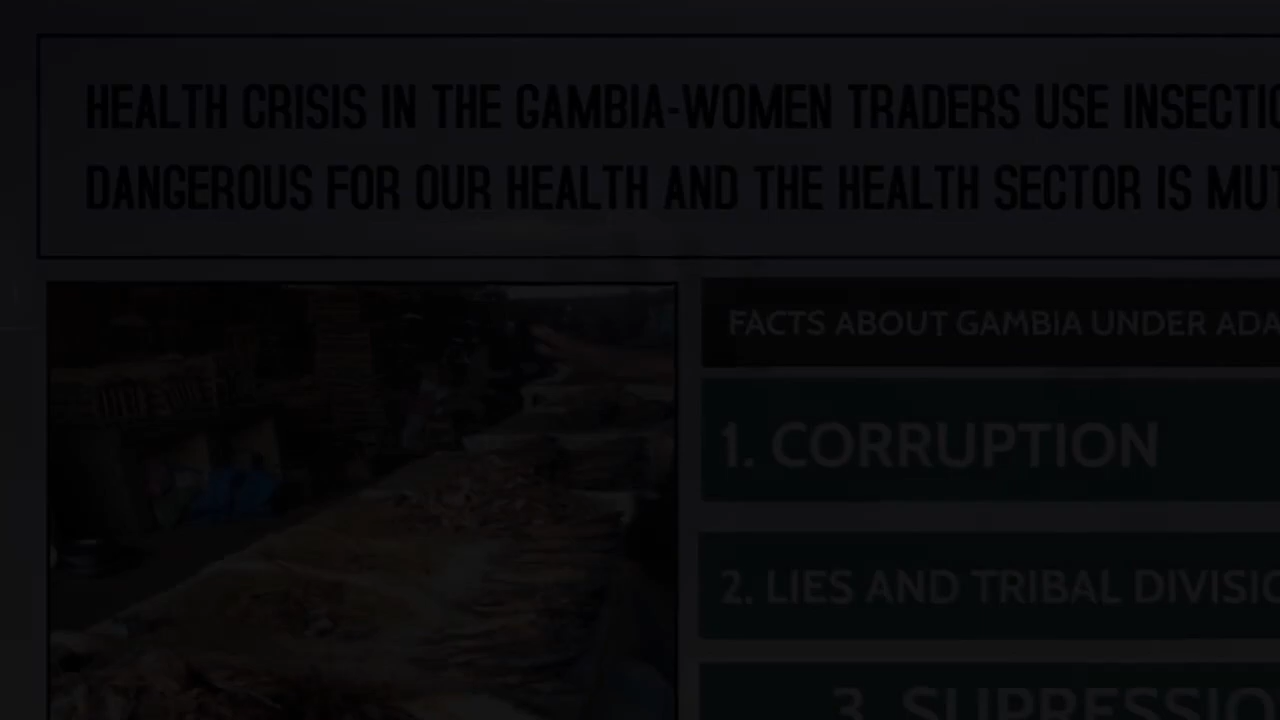 HEALTH CRISIS IN THE GAMBIA-WOMEN TRADERS USE
DANGEROUS FOR OUR HEALTH AND THE HEALTH SECTOR IS
FACTS ABOUT GAMBIA UNDER
1. CORRUPTION
2. LIES AND TRIBAL
3.